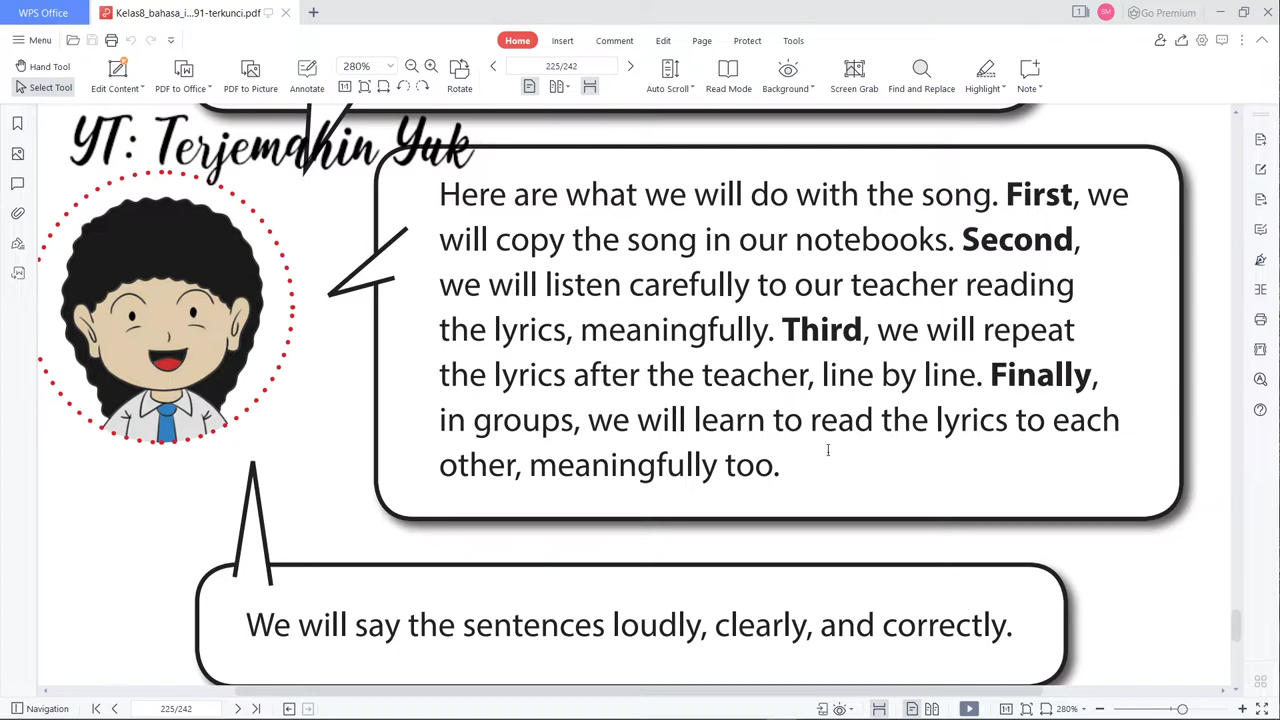 WPS Office
Kelas8_bahasa_i...91-terkunci.pdf
1
SM
Go Premium
Menu
Home
Insert
Comment
Edit
Page
Protect
Tools
Hand Tool
Select Tool
Edit Content
PDF to Office
PDF to Picture
Annotate
280%
Rotate
225/242
Auto Scroll
Read Mode
Background
Screen Grab
Find and Replace
Highlight
Note
YT: Terjemahin Yuk
Here are what we will do with the song. First, we
will copy the song in our notebooks. Second,
we will listen carefully to our teacher reading
the lyrics, meaningfully. Third, we will repeat
the lyrics after the teacher, line by line. Finally,
in groups, we will learn to read the lyrics to each
other, meaningfully too.
We will say the sentences loudly, clearly, and correctly.
Navigation
225/242
280%